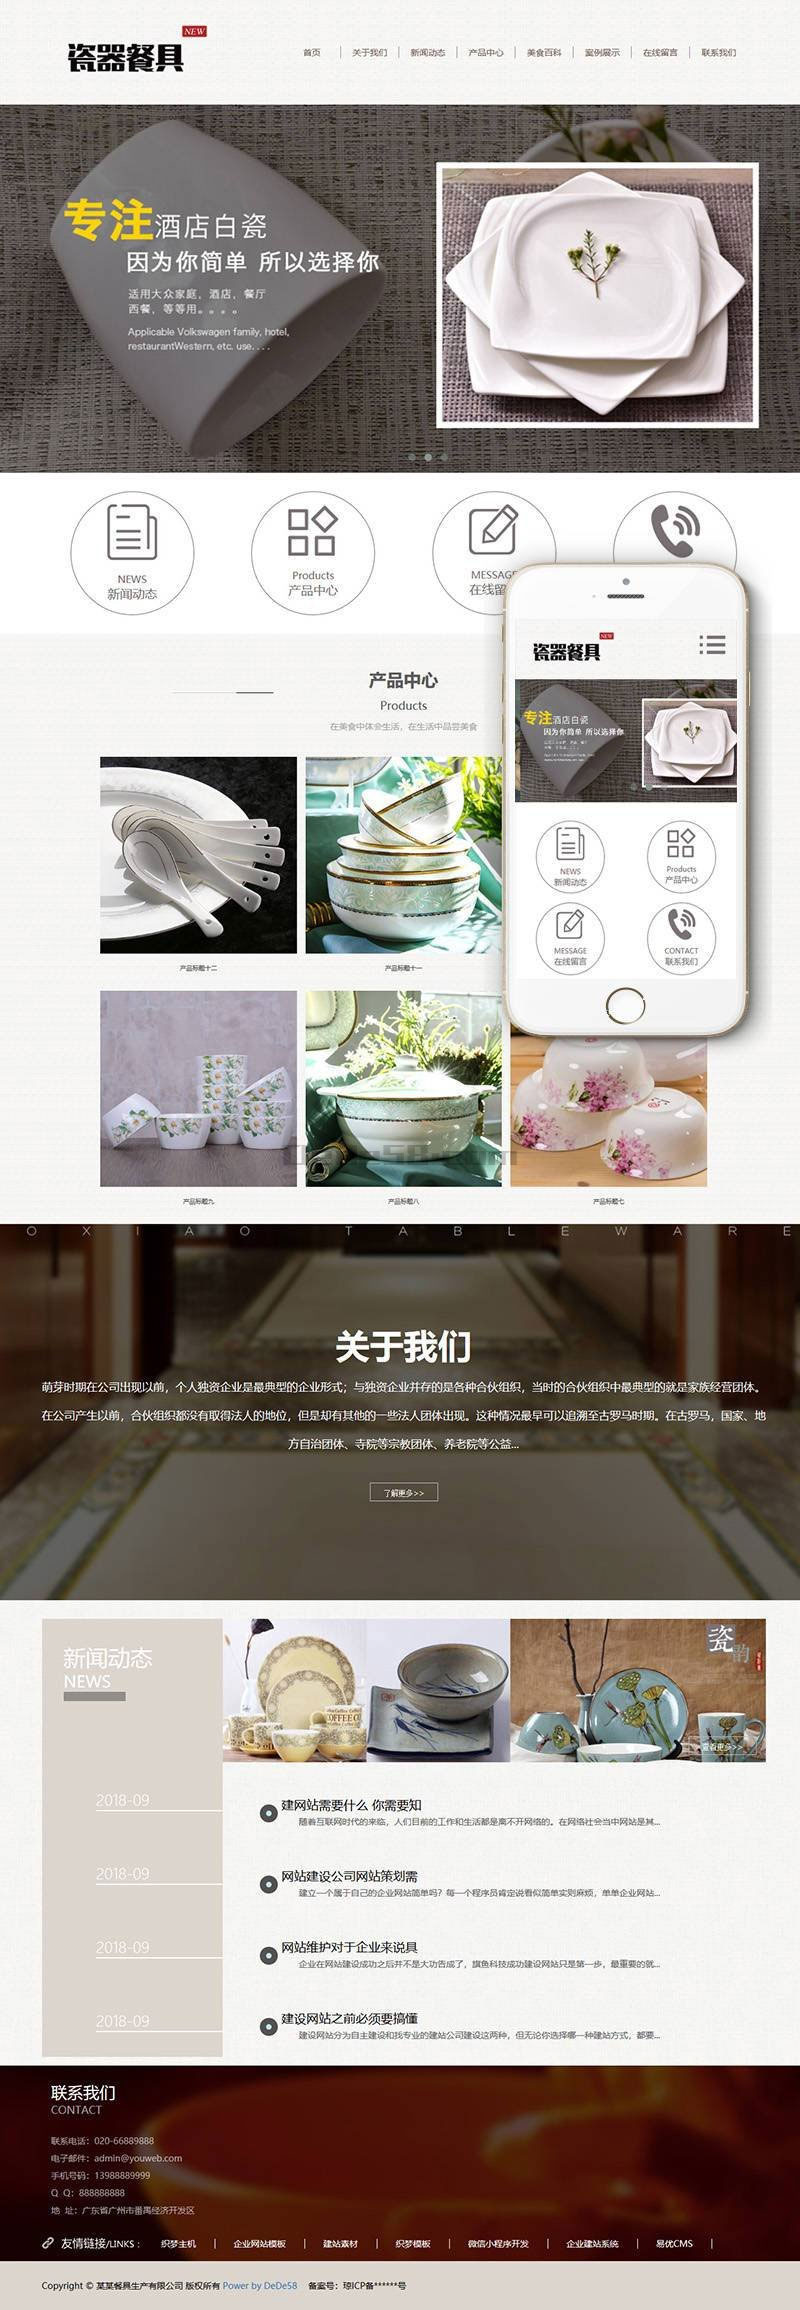 瓷器餐具
NEW
首页
关于我们
新闻动态
产品中心
美食百科
案例展示
在线留言
联系我们
专注酒店白瓷
因为你简单 所以选择你
适用大众家庭，酒店，餐厅
西餐，等等用。。。。
Applicable Volkswagen family, hotel,
restaurantWestern, etc. use. . . .
NEWS
新闻动态
Products
产品中心
MESSAGE
在线留
瓷器餐具
NEW
专注酒店白瓷
因为你简单 所以选择你
NEWS
新闻动态
Products
产品中心
MESSAGE
在线留言
CONTACT
联系我们
产品中心
Products
在美食中体会生活，在生活中品尝美食
产品标题十二
产品标题十一
产品标题九
产品标题八
产品标题七
OXIAO TABLEWARE
关于我们
萌芽时期在公司出现以前，个人独资企业是最典型的企业形式；与独资企业并存的是各种合伙组织，当时的合伙组织中最典型的就是家族经营团体。
在公司产生以前，合伙组织都没有取得法人的地位，但是却有其他的一些法人团体出现。这种情况最早可以追溯至古罗马时期。在古罗马，国家、地
方自治团体、寺院等宗教团体、养老院等公益...
了解更多>>
新闻动态
NEWS
COFFEE
瓷韵
查看更多>>
2018-09
建网站需要什么 你需要知
随着互联网时代的来临，人们目前的工作和生活都是离不开网络的。在网络社会当中网站是其...
2018-09
网站建设公司网站策划需
建立一个属于自己的企业网站简单吗？每一个程序员肯定说看似简单实则麻烦，单单企业网站...
2018-09
网站维护对于企业来说具
企业在网站建设成功之后并不是大功告成了，旗鱼科技成功建设网站只是第一步，最重要的就...
2018-09
建设网站之前必须要搞懂
建设网站分为自主建设和找专业的建站公司建设这两种，但无论你选择哪一种建站方式，都要...
联系我们
CONTACT
联系电话：020-66889888
电子邮件：admin@youweb.com
手机号码：13988889999
Q Q：888888888
地 址：广东省广州市番禺经济开发区
友情链接/LINKS：
织梦主机
企业网站模板
建站素材
织梦模板
微信小程序开发
企业建站系统
易优CMS
Copyright © 某某餐具生产有限公司 版权所有 Power by DeDe58 备案号：琼ICP备******号